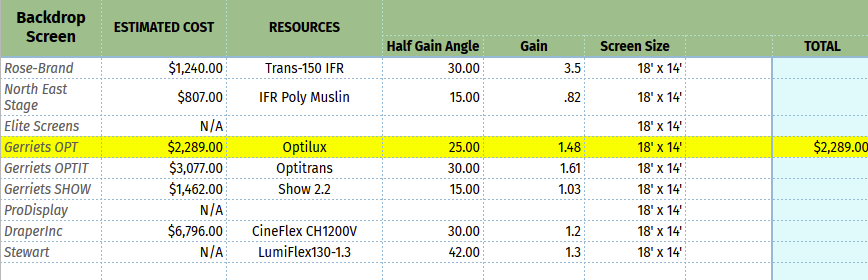 Backdrop Screen ESTIMATED COST RESOURCES
Half Gain Angle Gain Screen Size TOTAL
Rose-Brand $1,240.00 Trans-150 IFR 30.00 3.5 18' x 14'
North East Stage $807.00 IFR Poly Muslin 15.00 .82 18' x 14'
Elite Screens N/A 18' x 14'
Gerriets OPT $2,289.00 Optilux 25.00 1.48 18' x 14' $2,289.00
Gerriets OPTIT $3,077.00 Optitrans 30.00 1.61 18' x 14'
Gerriets SHOW $1,462.00 Show 2.2 15.00 1.03 18' x 14'
ProDisplay N/A 18' x 14'
DraperInc $6,796.00 CineFlex CH1200V 30.00 1.2 18' x 14'
Stewart N/A LumiFlex130-1.3 42.00 1.3 18' x 14'